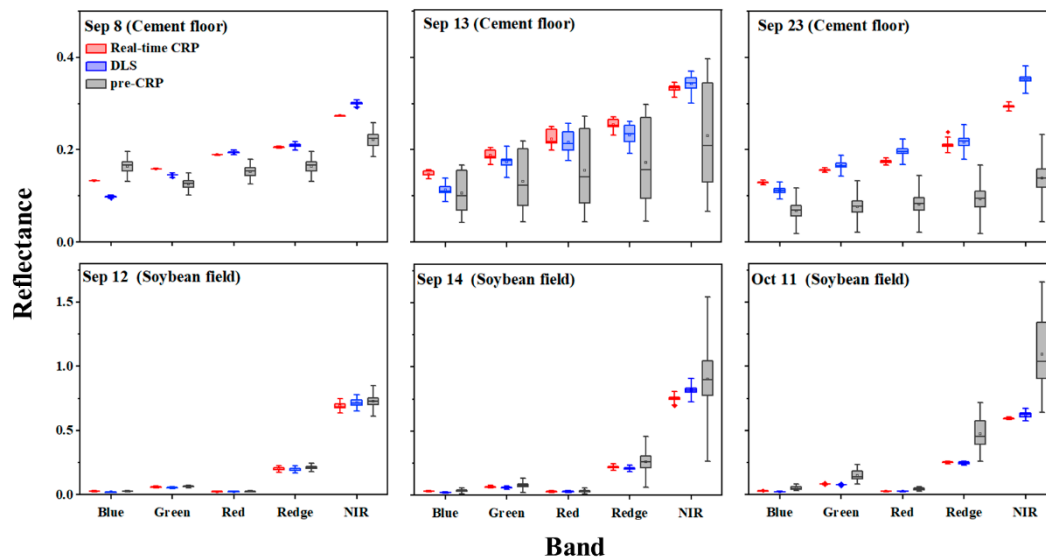 Sep 8 (Cement floor)
Real-time CRP
DLS
pre-CRP
Sep 13 (Cement floor)
Sep 23 (Cement floor)
0.4
0.2
0.0
Sep 12 (Soybean field)
Sep 14 (Soybean field)
Oct 11 (Soybean field)
1.5
1.0
0.5
0.0
Reflectance
Blue Green Red Redge NIR
Blue Green Red Redge NIR
Blue Green Red Redge NIR
Band